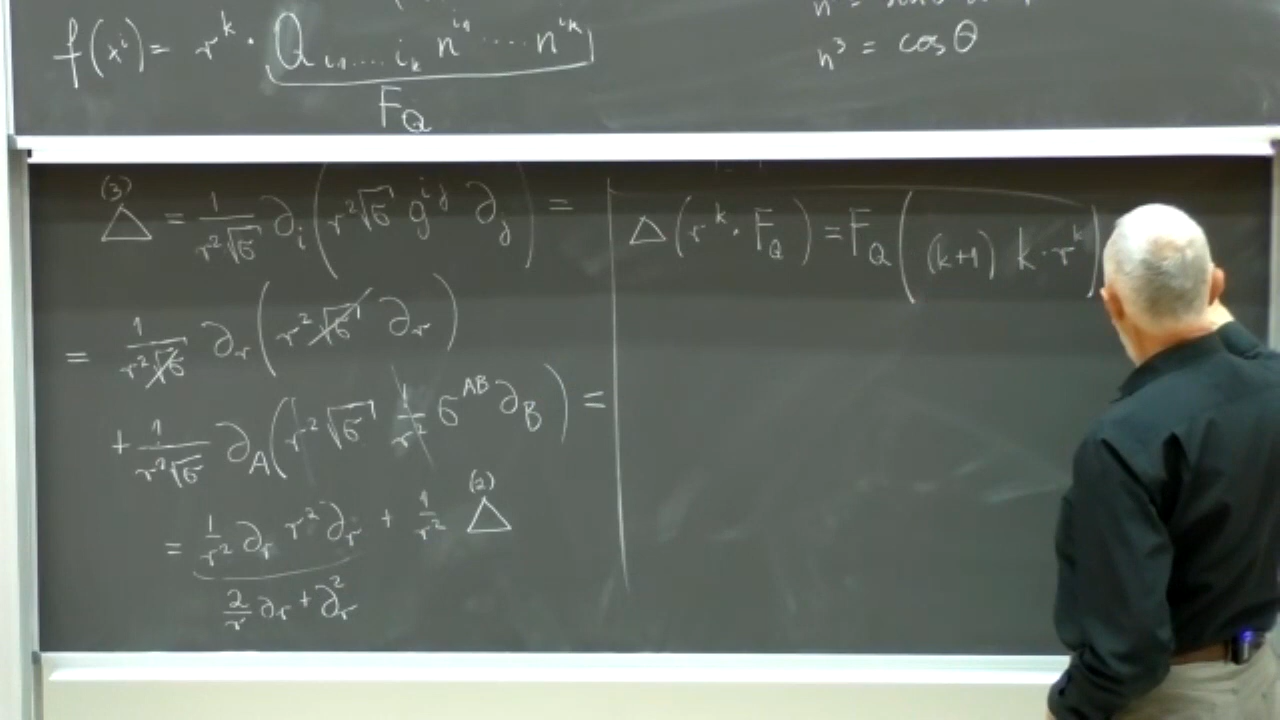 f(x^i) = r^k · Q_{i_1 .... i_k} n^{i_1} ..... n^{i_k}
F_Q
n^3 = cos θ
(3)
Δ = 1/(r^2 √σ) ∂_i ( r^2 √σ g^{ij} ∂_j ) =
= 1/(r^2 √σ) ∂_r ( r^2 √σ ∂_r )
+ 1/(r^2 √σ) ∂_A ( r^2 √σ 1/r^2 σ^{AB} ∂_B ) =
(2)
= 1/r^2 ∂_r r^2 ∂_r + 1/r^2 Δ
2/r ∂_r + ∂_r^2
Δ ( r^k · F_Q ) = F_Q ( (k+1) k · r^k )